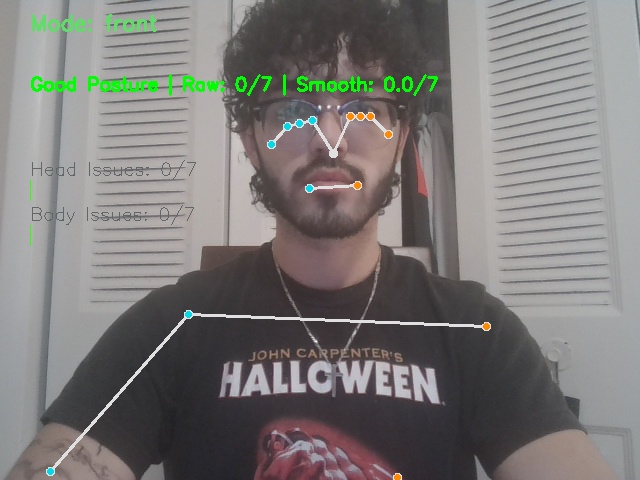 Mode: front
Good Posture | Raw: 0/7 | Smooth: 0.0/7
Head Issues: 0/7
Body Issues: 0/7
JOHN CARPENTER'S
HALLOWEEN